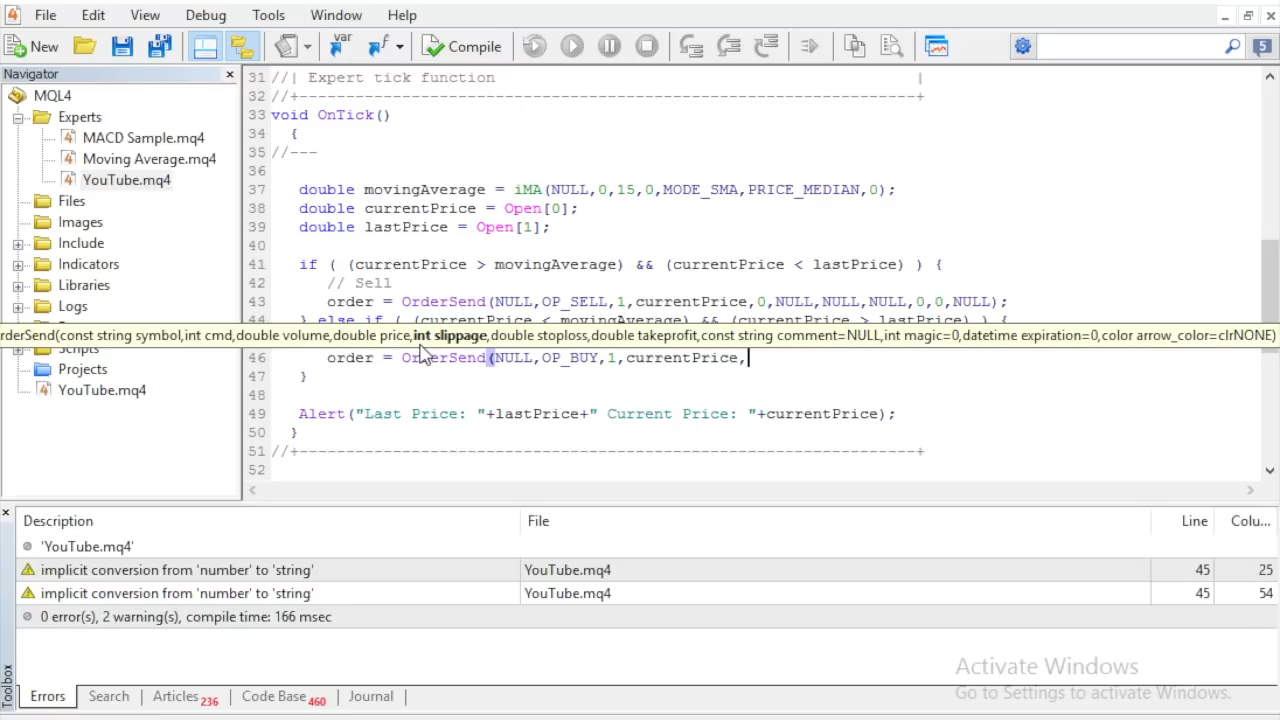 File Edit View Debug Tools Window Help
New var f Compile 5
Navigator
MQL4
Experts
MACD Sample.mq4
Moving Average.mq4
YouTube.mq4
Files
Images
Include
Indicators
Libraries
Logs
Scripts
Projects
YouTube.mq4
31 //| Expert tick function |
32 //+------------------------------------------------------------------+
33 void OnTick()
34 {
35 //---
36
37 double movingAverage = iMA(NULL,0,15,0,MODE_SMA,PRICE_MEDIAN,0);
38 double currentPrice = Open[0];
39 double lastPrice = Open[1];
40
41 if ( (currentPrice > movingAverage) && (currentPrice < lastPrice) ) {
42 // Sell
43 order = OrderSend(NULL,OP_SELL,1,currentPrice,0,NULL,NULL,NULL,0,0,NULL);
44 } else if ( (currentPrice < movingAverage) && (currentPrice > lastPrice) ) {
rderSend(const string symbol,int cmd,double volume,double price,int slippage,double stoploss,double takeprofit,const string comment=NULL,int magic=0,datetime expiration=0,color arrow_color=clrNONE)
46 order = OrderSend(NULL,OP_BUY,1,currentPrice,
47 }
48
49 Alert("Last Price: "+lastPrice+" Current Price: "+currentPrice);
50 }
51 //+------------------------------------------------------------------+
52
Description File Line Colu...
'YouTube.mq4'
implicit conversion from 'number' to 'string' YouTube.mq4 45 25
implicit conversion from 'number' to 'string' YouTube.mq4 45 54
0 error(s), 2 warning(s), compile time: 166 msec
Activate Windows
Go to Settings to activate Windows.
Toolbox
Errors Search Articles 236 Code Base 460 Journal